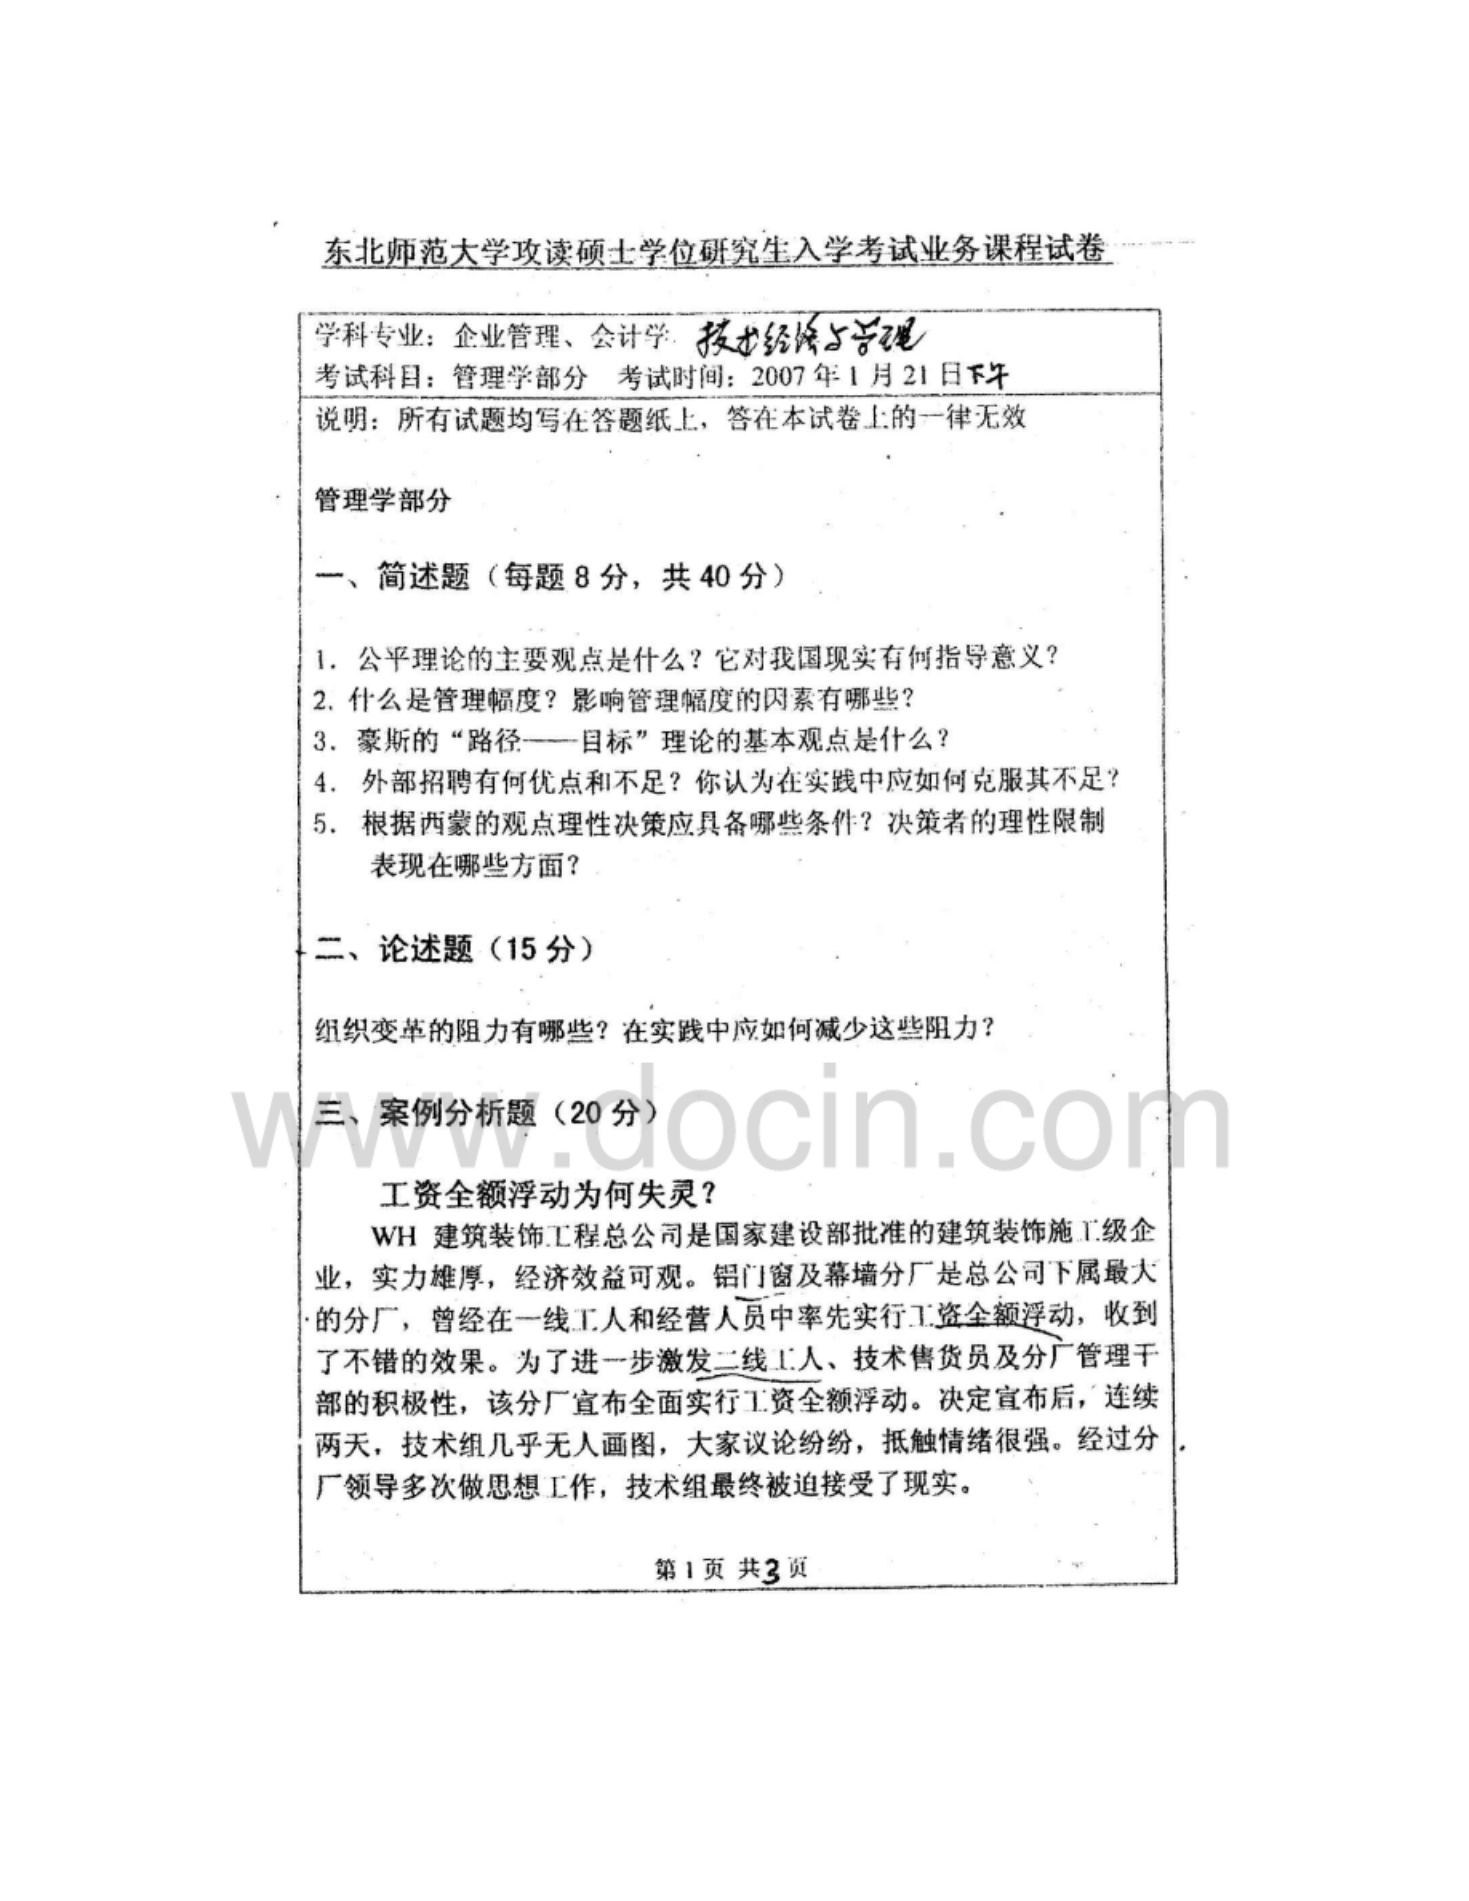 东北师范大学攻读硕士学位研究生入学考试业务课程试卷
学科专业：企业管理、会计学 技术经济与管理
考试科目：管理学部分 考试时间：2007年1月21日下午
说明：所有试题均写在答题纸上，答在本试卷上的一律无效
管理学部分
一、简述题（每题8分，共40分）
1. 公平理论的主要观点是什么？它对我国现实有何指导意义？
2. 什么是管理幅度？影响管理幅度的因素有哪些？
3. 豪斯的“路径——目标”理论的基本观点是什么？
4. 外部招聘有何优点和不足？你认为在实践中应如何克服其不足？
5. 根据西蒙的观点理性决策应具备哪些条件？决策者的理性限制
表现在哪些方面？
二、论述题（15分）
组织变革的阻力有哪些？在实践中应如何减少这些阻力？
三、案例分析题（20分）
工资全额浮动为何失灵？
WH 建筑装饰工程总公司是国家建设部批准的建筑装饰施工级企
业，实力雄厚，经济效益可观。铝门窗及幕墙分厂是总公司下属最大
的分厂，曾经在一线工人和经营人员中率先实行工资全额浮动，收到
了不错的效果。为了进一步激发二线工人、技术售货员及分厂管理干
部的积极性，该分厂宣布全面实行工资全额浮动。决定宣布后，连续
两天，技术组几乎无人画图，大家议论纷纷，抵触情绪很强。经过分
厂领导多次做思想工作，技术组最终被迫接受了现实。
第1页 共3页
www.docin.com